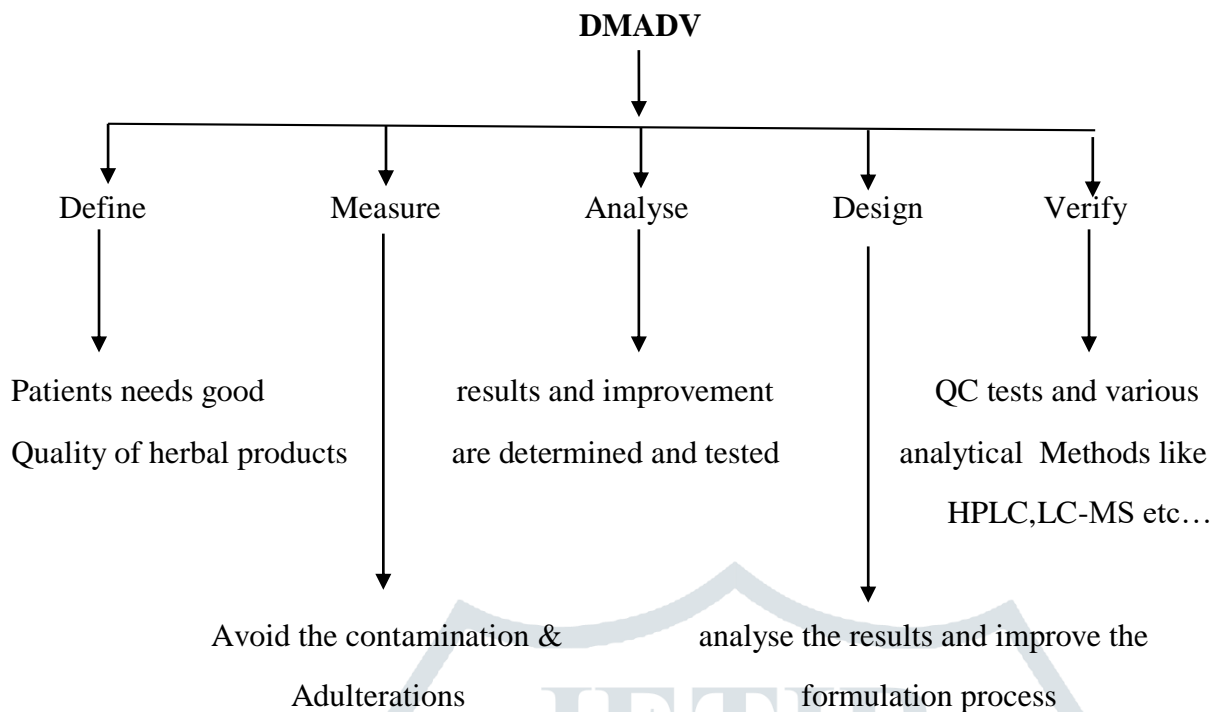 DMADV
Define
Measure
Analyse
Design
Verify
Patients needs good
Quality of herbal products
results and improvement
are determined and tested
QC tests and various
analytical Methods like
HPLC,LC-MS etc…
Avoid the contamination &
Adulterations
analyse the results and improve the
formulation process